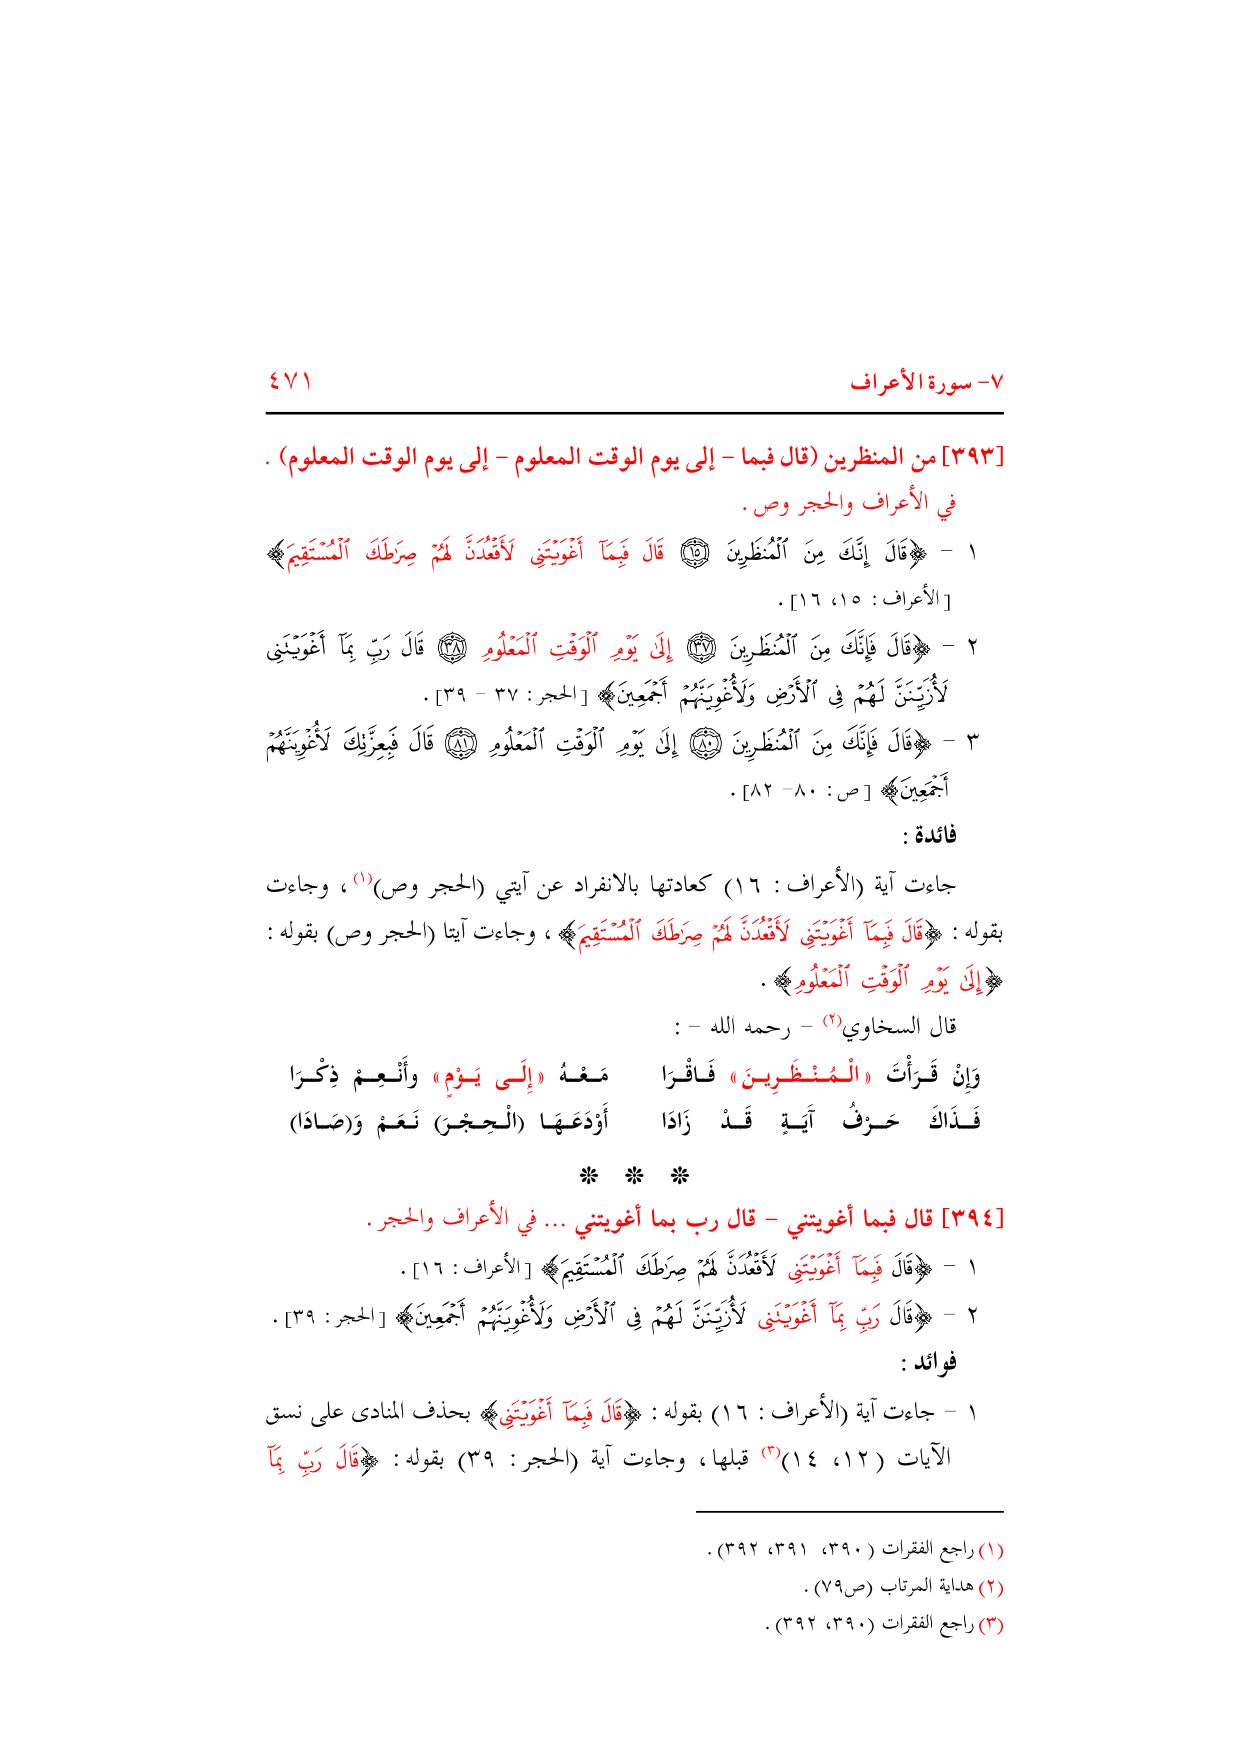 ٧- سورة الأعراف ٤٧١
[٣٩٣] من المنظرين (قال فبما – إلى يوم الوقت المعلوم – إلى يوم الوقت المعلوم) .
في الأعراف والحجر وص .
١ – ﴿قَالَ إِنَّكَ مِنَ ٱلۡمُنظَرِينَ ١٥ قَالَ فَبِمَآ أَغۡوَيۡتَنِي لَأَقۡعُدَنَّ لَهُمۡ صِرَٰطَكَ ٱلۡمُسۡتَقِيمَ﴾
[الأعراف : ١٥، ١٦] .
٢ – ﴿قَالَ فَإِنَّكَ مِنَ ٱلۡمُنظَرِينَ ٣٧ إِلَىٰ يَوۡمِ ٱلۡوَقۡتِ ٱلۡمَعۡلُومِ ٣٨ قَالَ رَبِّ بِمَآ أَغۡوَيۡتَنِي
لَأُزَيِّنَنَّ لَهُمۡ فِي ٱلۡأَرۡضِ وَلَأُغۡوِيَنَّهُمۡ أَجۡمَعِينَ﴾ [الحجر : ٣٧ – ٣٩] .
٣ – ﴿قَالَ فَإِنَّكَ مِنَ ٱلۡمُنظَرِينَ ٨٠ إِلَىٰ يَوۡمِ ٱلۡوَقۡتِ ٱلۡمَعۡلُومِ ٨١ قَالَ فَبِعِزَّتِكَ لَأُغۡوِيَنَّهُمۡ
أَجۡمَعِينَ﴾ [ص : ٨٠– ٨٢] .
فائدة :
جاءت آية (الأعراف : ١٦) كعادتها بالانفراد عن آيتي (الحجر وص)(١) ، وجاءت
بقوله : ﴿قَالَ فَبِمَآ أَغۡوَيۡتَنِي لَأَقۡعُدَنَّ لَهُمۡ صِرَٰطَكَ ٱلۡمُسۡتَقِيمَ﴾ ، وجاءت آيتا (الحجر وص) بقوله :
﴿إِلَىٰ يَوۡمِ ٱلۡوَقۡتِ ٱلۡمَعۡلُومِ﴾ .
قال السخاوي(٢) – رحمه الله – :
وَإِنْ قَرَأْتَ «الْمُنْظَرِينَ» فَاقْرَا مَعْهُ «إِلَى يَوْمِ» وأَنْعِمْ ذِكْرَا
فَذَاكَ حَرْفُ آيَةٍ قَدْ زَادَا أَوْدَعَهَا (الْحِجْرَ) نَعَمْ وَ(صَادَا)
* * *
[٣٩٤] قال فبما أغويتني – قال رب بما أغويتني ... في الأعراف والحجر .
١ – ﴿قَالَ فَبِمَآ أَغۡوَيۡتَنِي لَأَقۡعُدَنَّ لَهُمۡ صِرَٰطَكَ ٱلۡمُسۡتَقِيمَ﴾ [الأعراف : ١٦] .
٢ – ﴿قَالَ رَبِّ بِمَآ أَغۡوَيۡتَنِي لَأُزَيِّنَنَّ لَهُمۡ فِي ٱلۡأَرۡضِ وَلَأُغۡوِيَنَّهُمۡ أَجۡمَعِينَ﴾ [الحجر : ٣٩] .
فوائد :
١ – جاءت آية (الأعراف : ١٦) بقوله : ﴿قَالَ فَبِمَآ أَغۡوَيۡتَنِي﴾ بحذف المنادى على نسق
الآيات (١٢، ١٤)(٣) قبلها، وجاءت آية (الحجر : ٣٩) بقوله : ﴿قَالَ رَبِّ بِمَآ
(١) راجع الفقرات (٣٩٠، ٣٩١، ٣٩٢) .
(٢) هداية المرتاب (ص٧٩) .
(٣) راجع الفقرات (٣٩٠، ٣٩٢) .